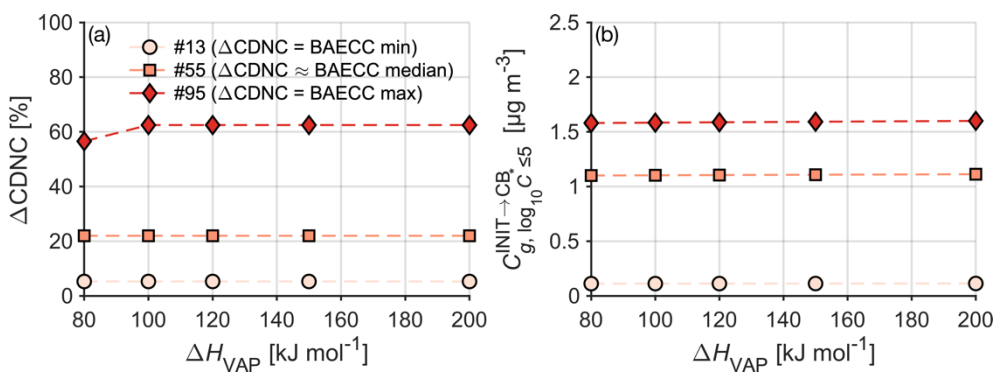 (a)
#13 (ΔCDNC = BAECC min)
#55 (ΔCDNC ≈ BAECC median)
#95 (ΔCDNC = BAECC max)
100
80
60
40
20
0
ΔCDNC [%]
80 100 120 140 160 180 200
ΔH_VAP [kJ mol⁻¹]
(b)
2.5
2
1.5
1
0.5
0
C^{INIT→CB}_{g, log₁₀ C* ≤5} [μg m⁻³]
80 100 120 140 160 180 200
ΔH_VAP [kJ mol⁻¹]